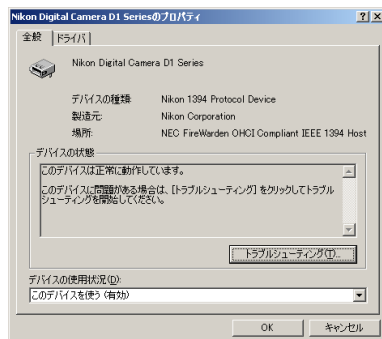 Nikon Digital Camera D1 Seriesのプロパティ
全般 ドライバ
Nikon Digital Camera D1 Series
デバイスの種類: Nikon 1394 Protocol Device
製造元: Nikon Corporation
場所: NEC FireWarden OHCI Compliant IEEE 1394 Host
デバイスの状態
このデバイスは正常に動作しています。
このデバイスに問題がある場合は、[トラブルシューティング] をクリックしてトラブル
シューティングを開始してください。
トラブルシューティング(T)...
デバイスの使用状況(D):
このデバイスを使う (有効)
OK キャンセル